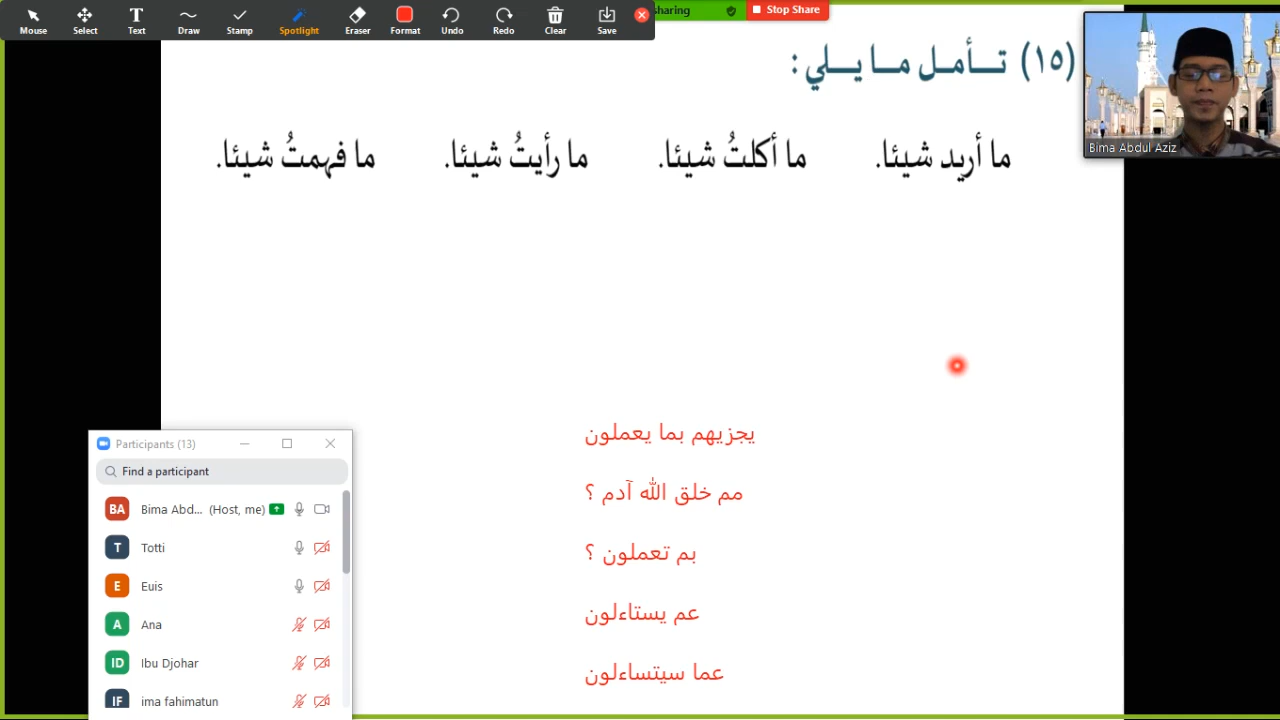 Mouse Select Text Draw Stamp Spotlight Eraser Format Undo Redo Clear Save
sharing Stop Share
(١٥) تـأمـل مـا يـلي :
ما أريد شيئا. ما أكلتُ شيئا. ما رأيتُ شيئا. ما فهمتُ شيئا.
Bima Abdul Aziz
يجزيهم بما يعملون
مم خلق الله آدم ؟
بم تعملون ؟
عم يستاءلون
عما سيتساءلون
Participants (13)
Find a participant
BA Bima Abd... (Host, me)
T Totti
E Euis
A Ana
ID Ibu Djohar
IF ima fahimatun